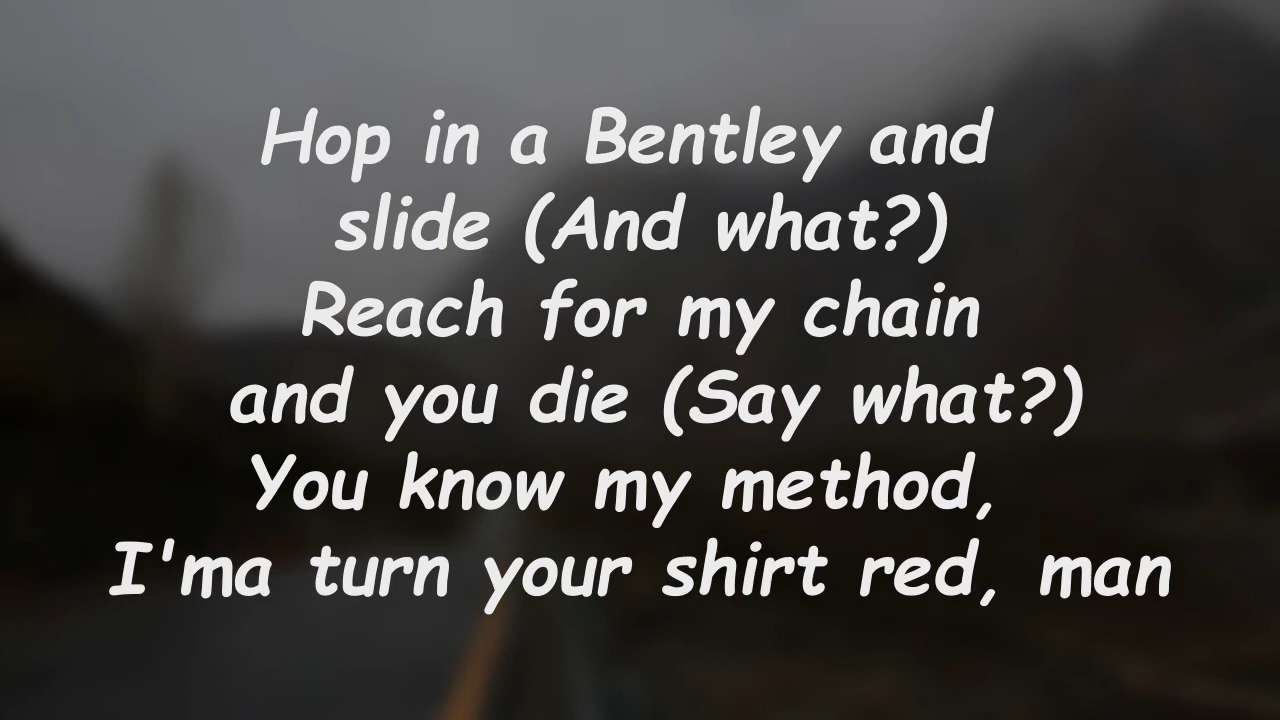 Hop in a Bentley and
slide (And what?)
Reach for my chain
and you die (Say what?)
You know my method,
I'ma turn your shirt red, man